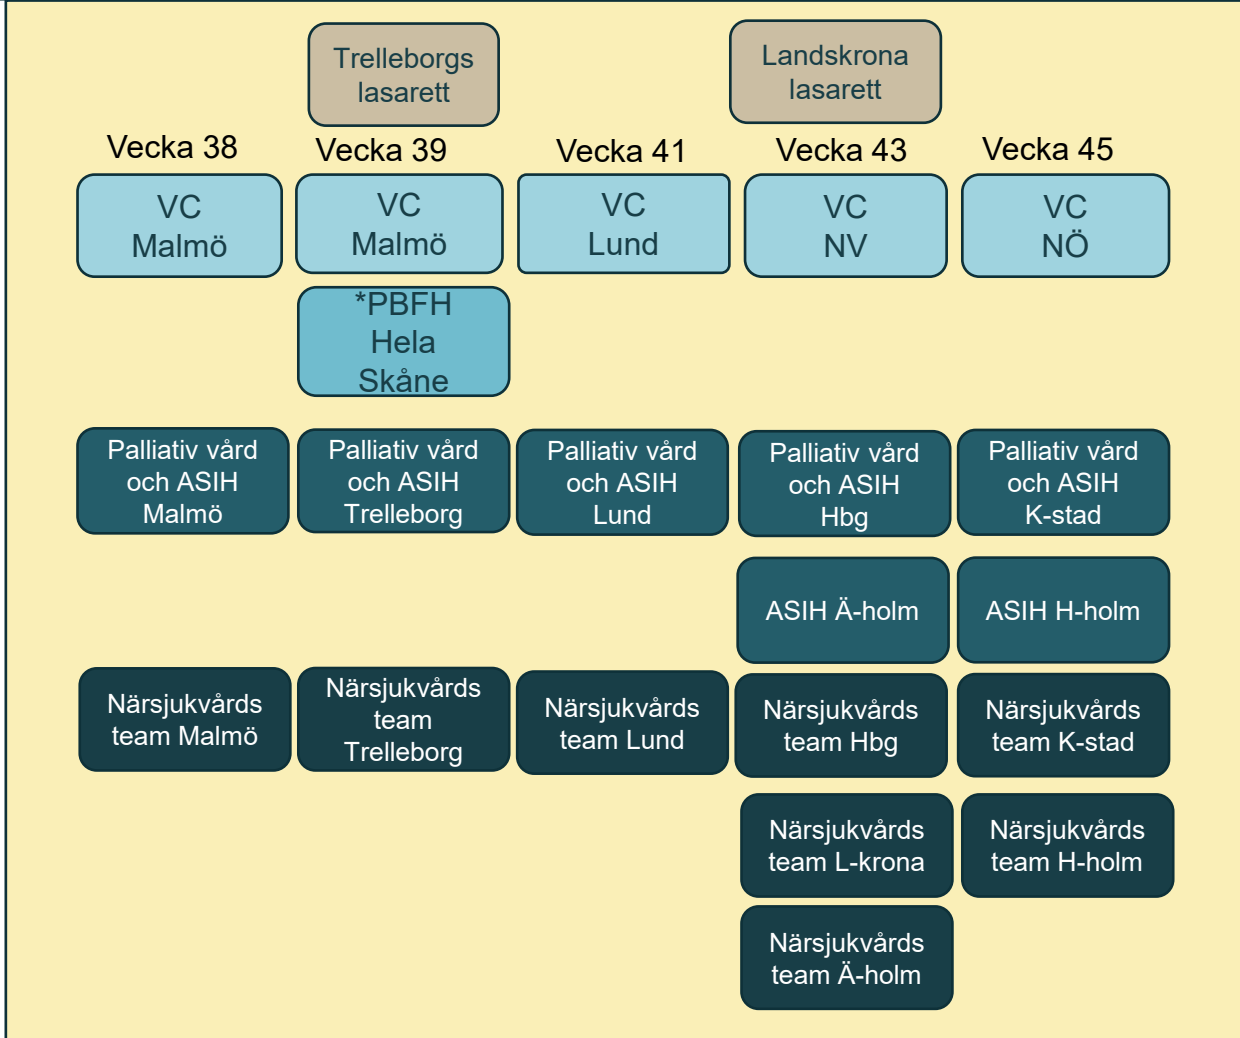 Trelleborgs
lasarett
Landskrona
lasarett
Vecka 38
Vecka 39
Vecka 41
Vecka 43
Vecka 45
VC
Malmö
VC
Malmö
VC
Lund
VC
NV
VC
NÖ
*PBFH
Hela
Skåne
Palliativ vård
och ASIH
Malmö
Palliativ vård
och ASIH
Trelleborg
Palliativ vård
och ASIH
Lund
Palliativ vård
och ASIH
Hbg
Palliativ vård
och ASIH
K-stad
ASIH Ä-holm
ASIH H-holm
Närsjukvårds
team Malmö
Närsjukvårds
team
Trelleborg
Närsjukvårds
team Lund
Närsjukvårds
team Hbg
Närsjukvårds
team K-stad
Närsjukvårds
team L-krona
Närsjukvårds
team H-holm
Närsjukvårds
team Ä-holm